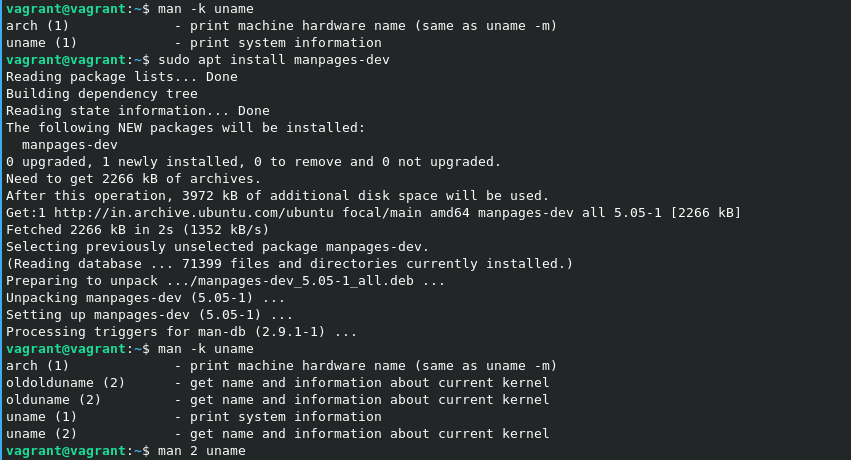 vagrant@vagrant:~$ man -k uname
arch (1)             - print machine hardware name (same as uname -m)
uname (1)            - print system information
vagrant@vagrant:~$ sudo apt install manpages-dev
Reading package lists... Done
Building dependency tree
Reading state information... Done
The following NEW packages will be installed:
  manpages-dev
0 upgraded, 1 newly installed, 0 to remove and 0 not upgraded.
Need to get 2266 kB of archives.
After this operation, 3972 kB of additional disk space will be used.
Get:1 http://in.archive.ubuntu.com/ubuntu focal/main amd64 manpages-dev all 5.05-1 [2266 kB]
Fetched 2266 kB in 2s (1352 kB/s)
Selecting previously unselected package manpages-dev.
(Reading database ... 71399 files and directories currently installed.)
Preparing to unpack .../manpages-dev_5.05-1_all.deb ...
Unpacking manpages-dev (5.05-1) ...
Setting up manpages-dev (5.05-1) ...
Processing triggers for man-db (2.9.1-1) ...
vagrant@vagrant:~$ man -k uname
arch (1)             - print machine hardware name (same as uname -m)
oldolduname (2)      - get name and information about current kernel
olduname (2)         - get name and information about current kernel
uname (1)            - print system information
uname (2)            - get name and information about current kernel
vagrant@vagrant:~$ man 2 uname